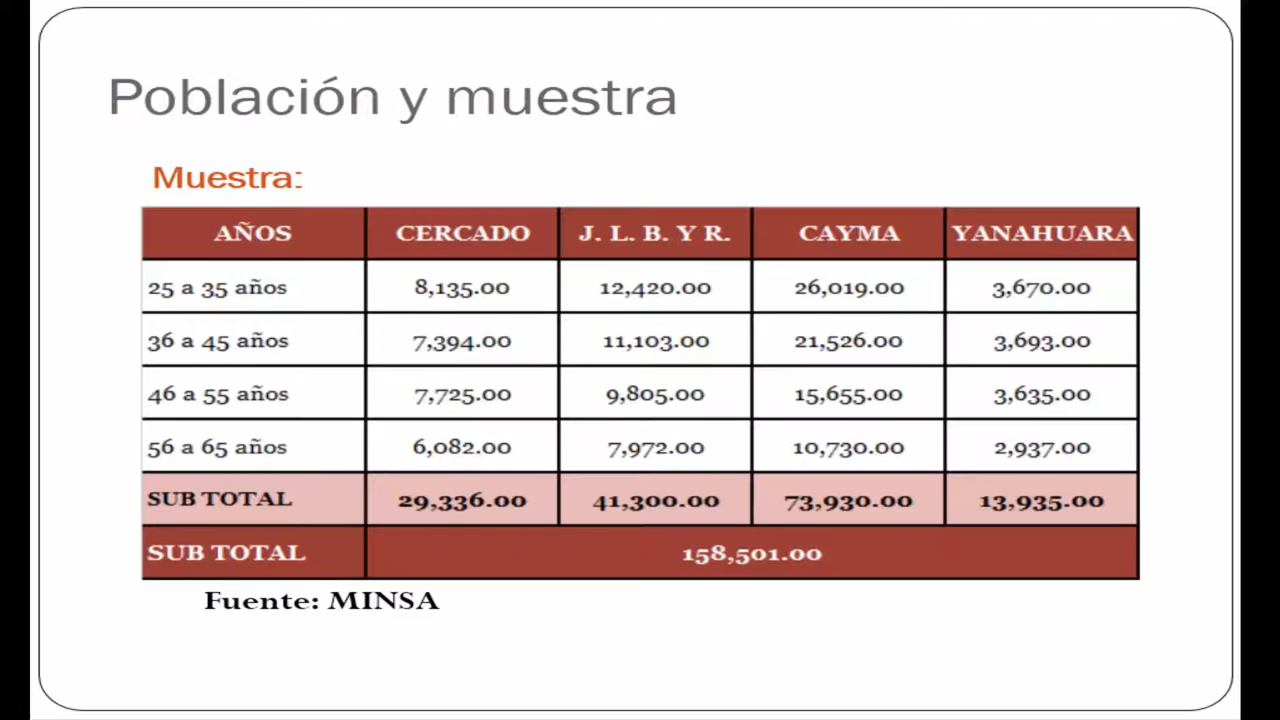 Población y muestra
Muestra:
AÑOS CERCADO J. L. B. Y R. CAYMA YANAHUARA
25 a 35 años 8,135.00 12,420.00 26,019.00 3,670.00
36 a 45 años 7,394.00 11,103.00 21,526.00 3,693.00
46 a 55 años 7,725.00 9,805.00 15,655.00 3,635.00
56 a 65 años 6,082.00 7,972.00 10,730.00 2,937.00
SUB TOTAL 29,336.00 41,300.00 73,930.00 13,935.00
SUB TOTAL 158,501.00
Fuente: MINSA